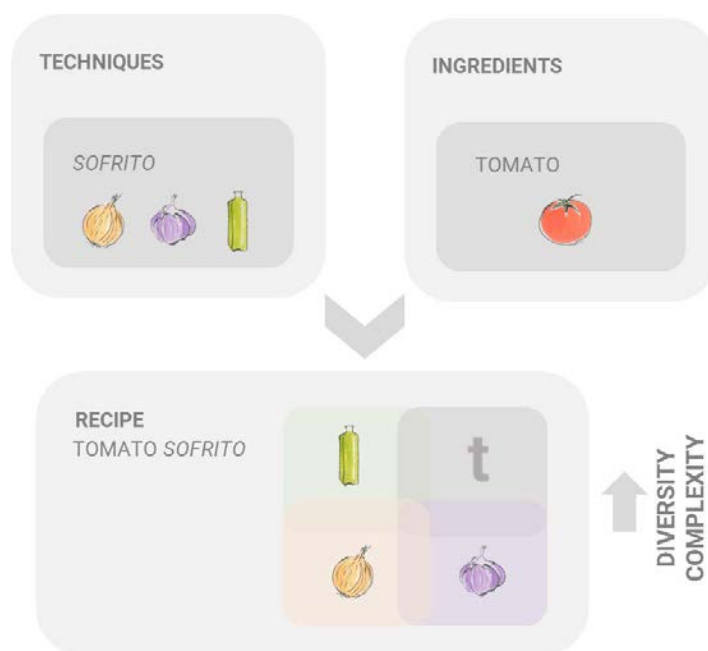 TECHNIQUES
SOFRITO
INGREDIENTS
TOMATO
RECIPE
TOMATO SOFRITO
t
DIVERSITY
COMPLEXITY